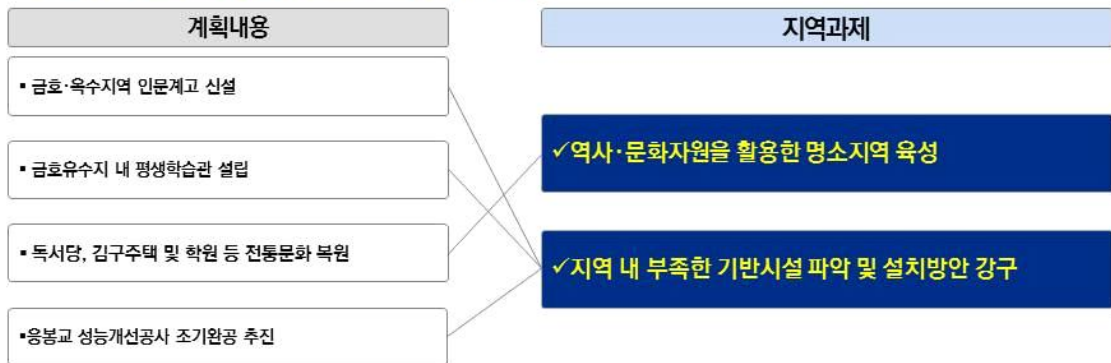 계획내용
지역과제
▪ 금호·옥수지역 인문계고 신설
▪ 금호유수지 내 평생학습관 설립
▪ 독서당, 김구주택 및 학원 등 전통문화 복원
▪응봉교 성능개선공사 조기완공 추진
✓역사·문화자원을 활용한 명소지역 육성
✓지역 내 부족한 기반시설 파악 및 설치방안 강구